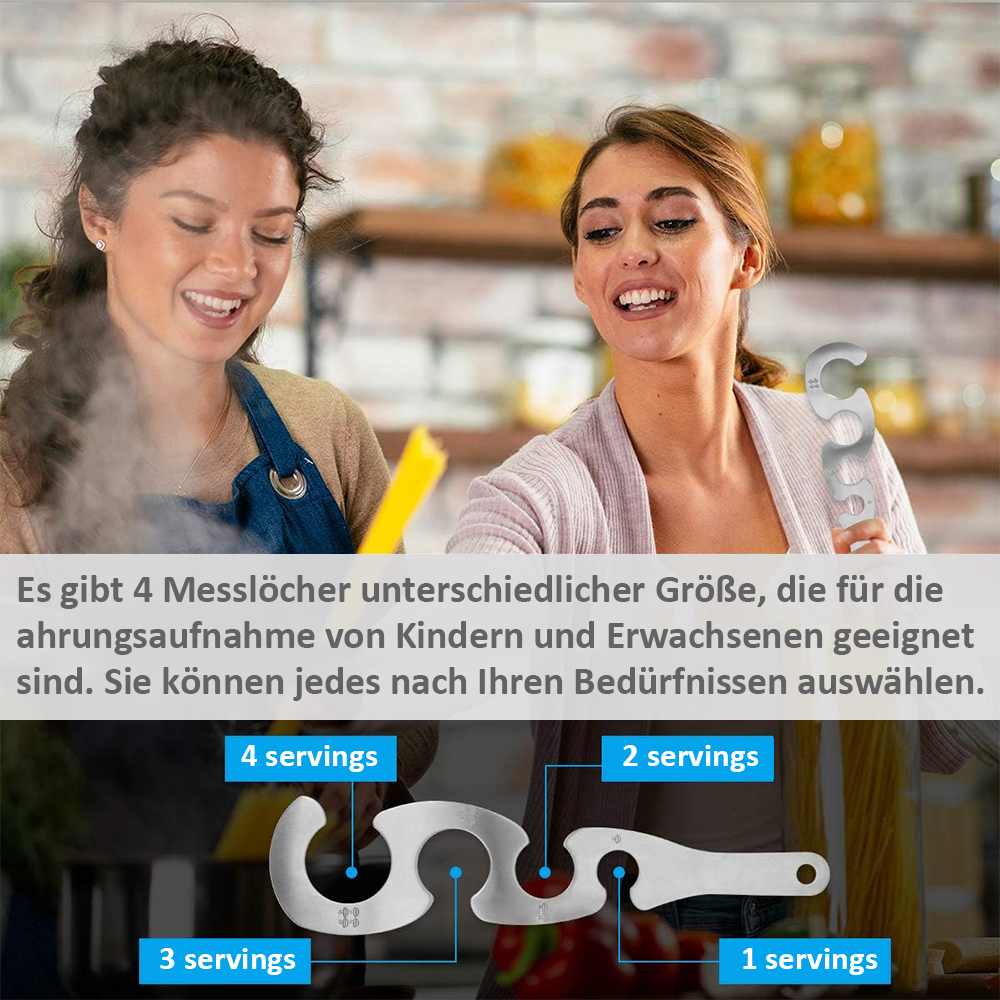 Es gibt 4 Messlöcher unterschiedlicher Größe, die für die
ahrungsaufnahme von Kindern und Erwachsenen geeignet
sind. Sie können jedes nach Ihren Bedürfnissen auswählen.
4 servings
2 servings
3 servings
1 servings